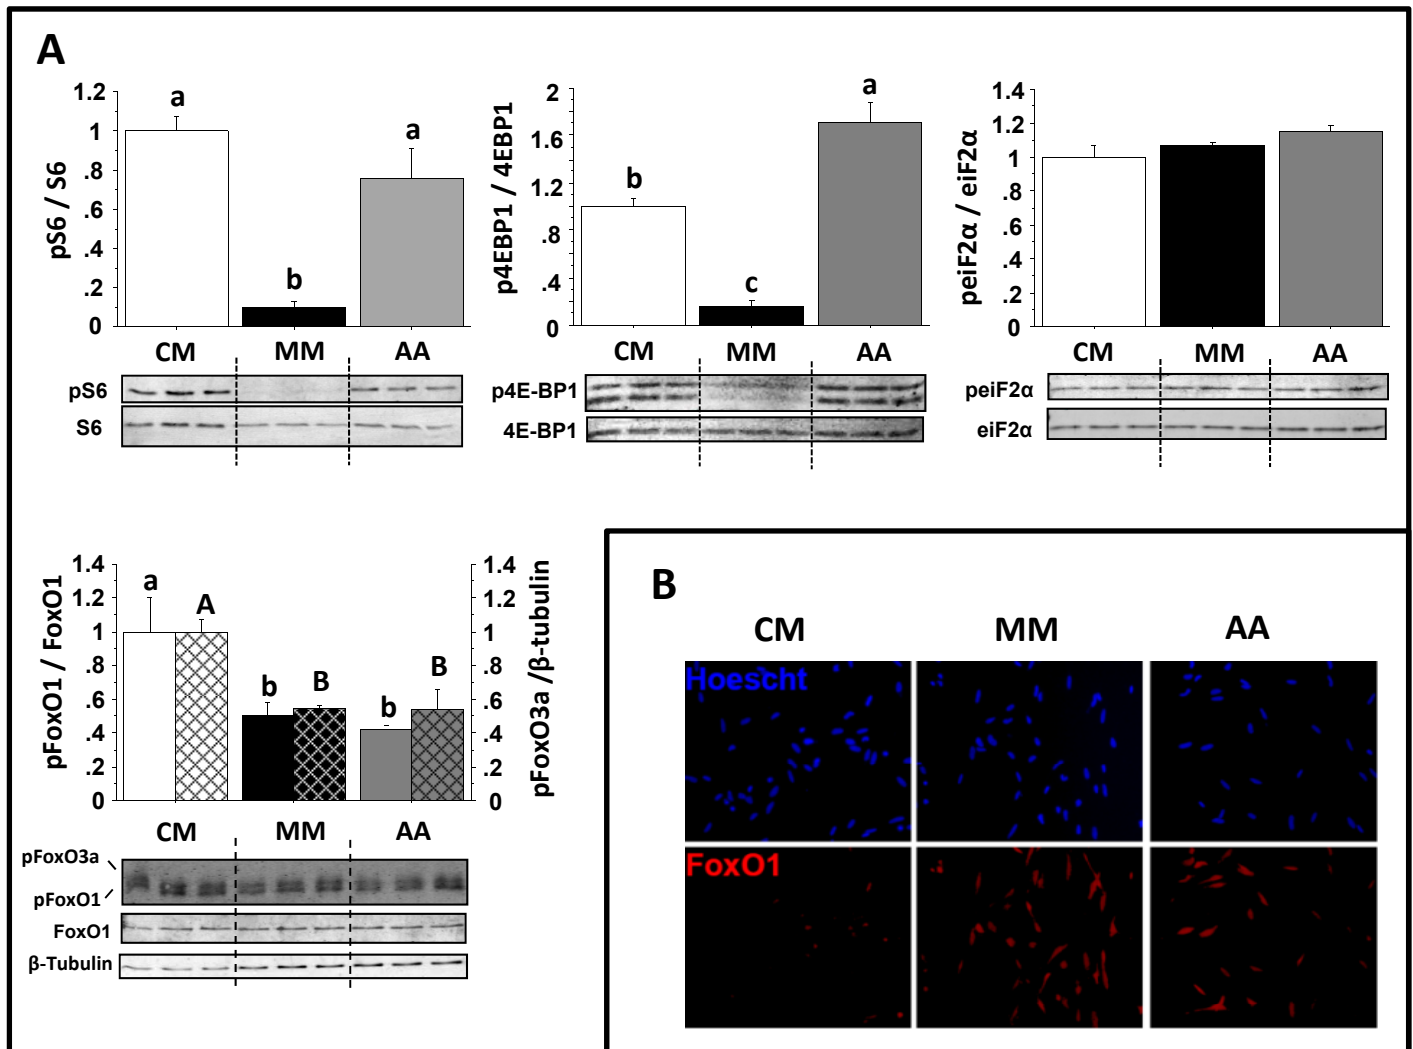 A
pS6 / S6
1.2
1
.8
.6
.4
.2
0
a
b
a
CM MM AA
pS6
S6
p4EBP1 / 4EBP1
2
1.6
1.2
.8
.4
0
b
c
a
CM MM AA
p4E-BP1
4E-BP1
peiF2α / eiF2α
1.4
1.2
1
.8
.6
.4
.2
0
CM MM AA
peiF2α
eiF2α
pFoxO1 / FoxO1
1.4
1.2
1
.8
.6
.4
.2
0
a A
b B
b B
1.4
1.2
1
.8
.6
.4
.2
0
pFoxO3a /β-tubulin
CM MM AA
pFoxO3a
pFoxO1
FoxO1
β-Tubulin
B
CM MM AA
Hoescht
FoxO1